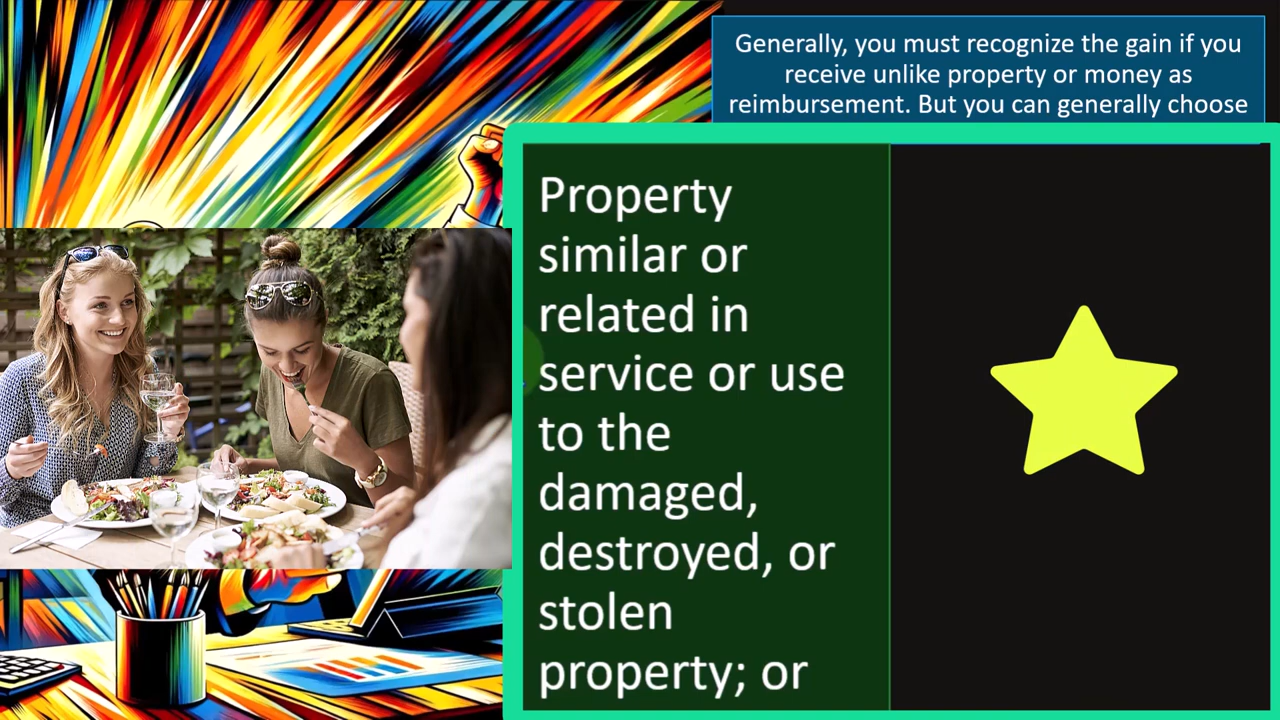 Generally, you must recognize the gain if you
receive unlike property or money as
reimbursement. But you can generally choose
Property
similar or
related in
service or use
to the
damaged,
destroyed, or
stolen
property; or